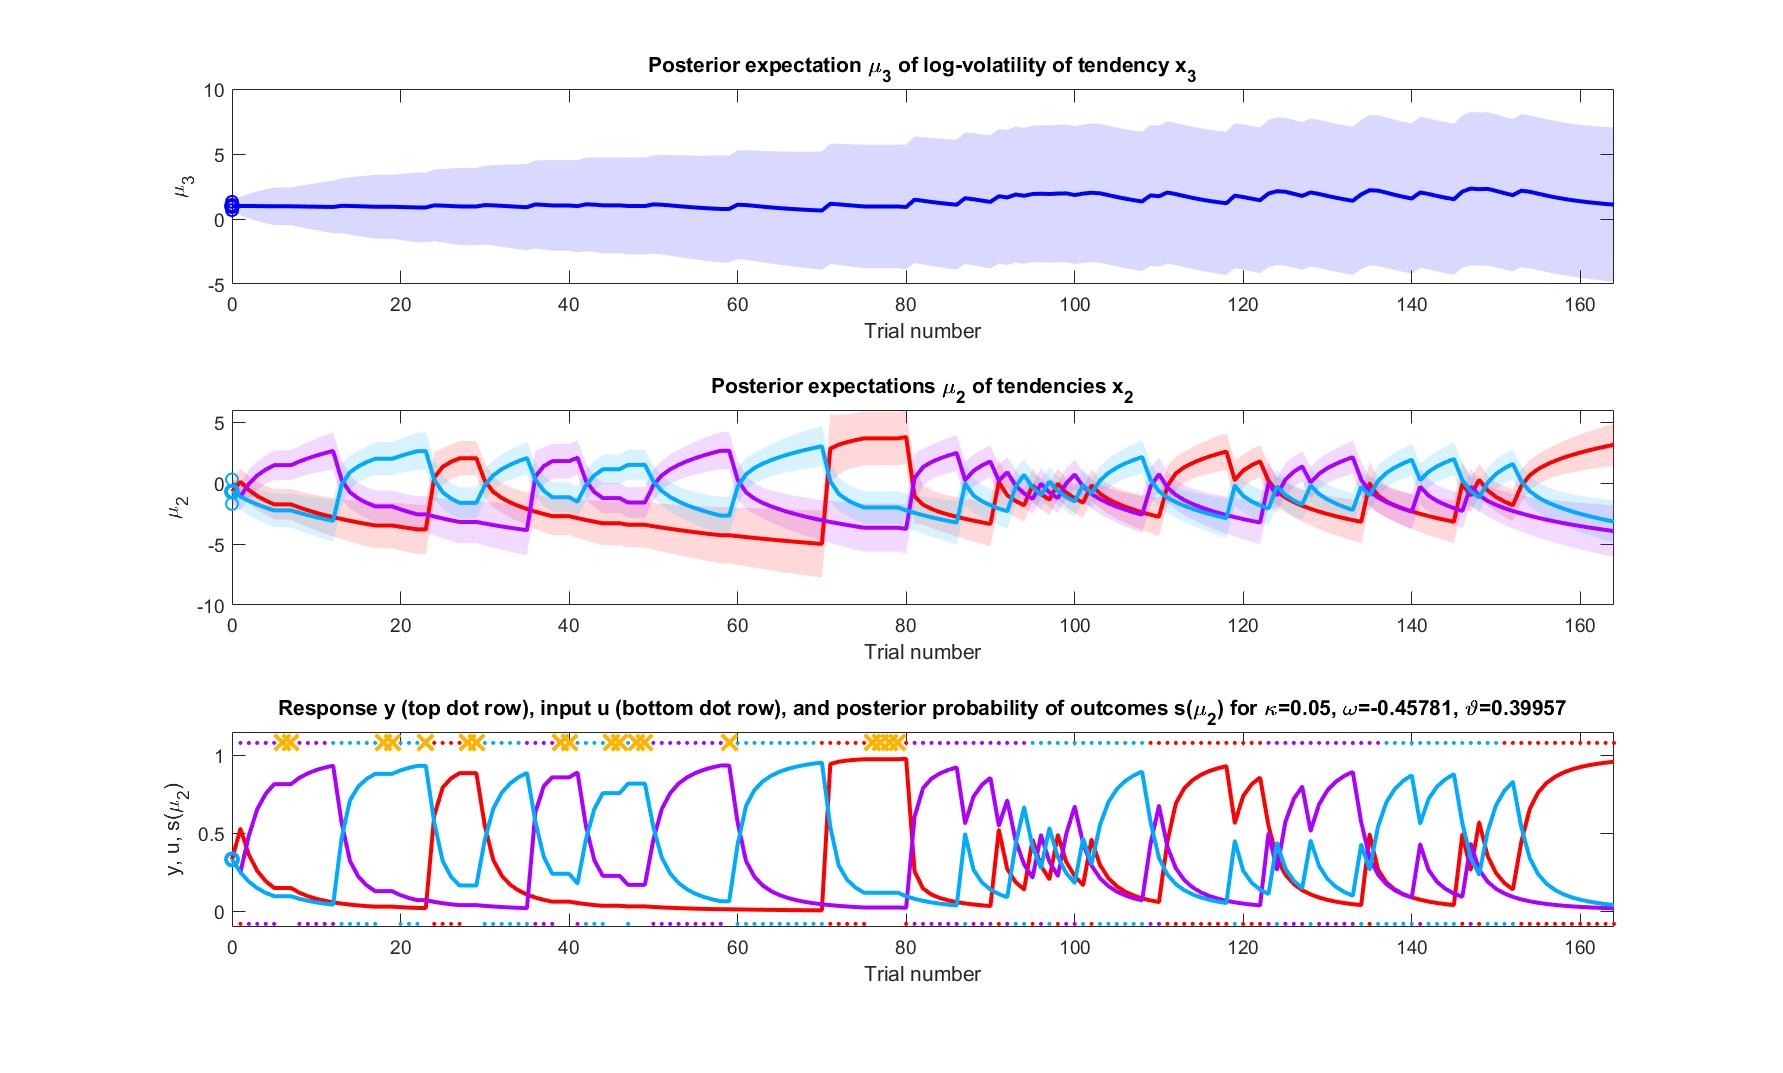 Posterior expectation μ3 of log-volatility of tendency x3
10
5
0
-5
μ3
0 20 40 60 80 100 120 140 160
Trial number
Posterior expectations μ2 of tendencies x2
5
0
-5
-10
μ2
0 20 40 60 80 100 120 140 160
Trial number
Response y (top dot row), input u (bottom dot row), and posterior probability of outcomes s(μ2) for κ=0.05, ω=-0.45781, ϑ=0.39957
1
0.5
0
y, u, s(μ2)
0 20 40 60 80 100 120 140 160
Trial number